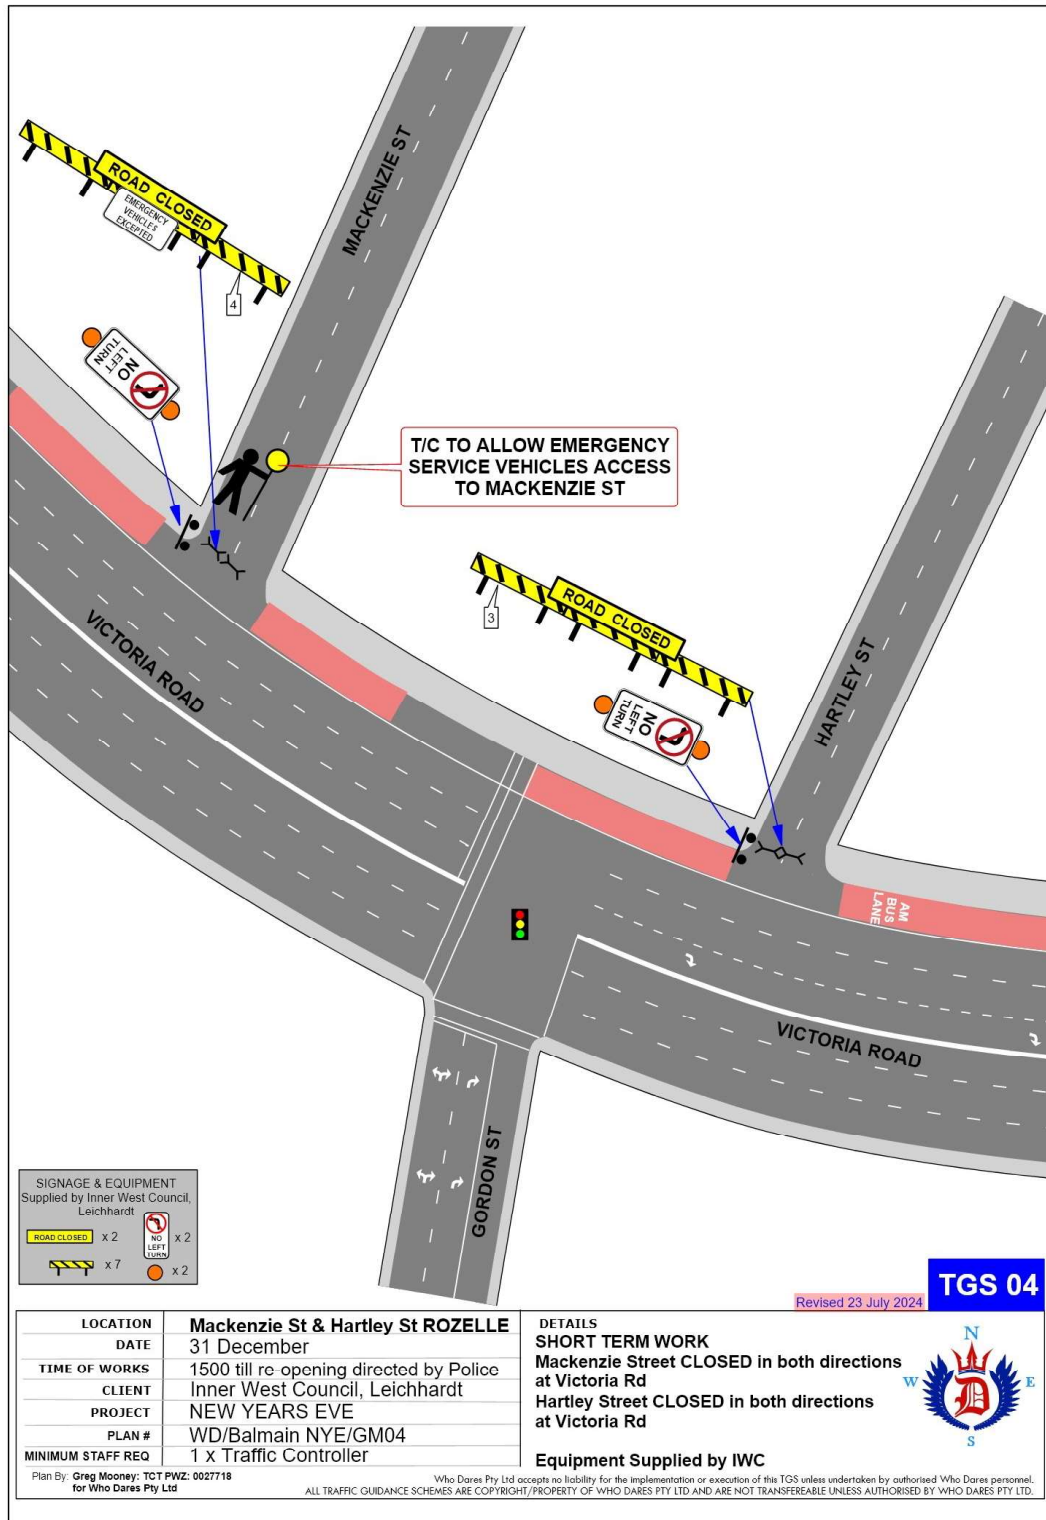 MACKENZIE ST
ROAD CLOSED
EMERGENCY
VEHICLES
EXCEPTED
4
NO
LEFT
TURN
T/C TO ALLOW EMERGENCY
SERVICE VEHICLES ACCESS
TO MACKENZIE ST
ROAD CLOSED
3
NO
LEFT
TURN
HARTLEY ST
VICTORIA ROAD
AM
BUS
LANE
VICTORIA ROAD
GORDON ST
SIGNAGE & EQUIPMENT
Supplied by Inner West Council,
Leichhardt
ROAD CLOSED x 2
NO
LEFT
TURN
x 2
x 7
x 2
TGS 04
Revised 23 July 2024
LOCATION Mackenzie St & Hartley St ROZELLE
DATE 31 December
TIME OF WORKS 1500 till re-opening directed by Police
CLIENT Inner West Council, Leichhardt
PROJECT NEW YEARS EVE
PLAN # WD/Balmain NYE/GM04
MINIMUM STAFF REQ 1 x Traffic Controller
DETAILS
SHORT TERM WORK
Mackenzie Street CLOSED in both directions
at Victoria Rd
Hartley Street CLOSED in both directions
at Victoria Rd
Equipment Supplied by IWC
N
W
E
D
S
Plan By: Greg Mooney: TCT PWZ: 0027718
for Who Dares Pty Ltd
Who Dares Pty Ltd accepts no liability for the implementation or execution of this TGS unless undertaken by authorised Who Dares personnel.
ALL TRAFFIC GUIDANCE SCHEMES ARE COPYRIGHT/PROPERTY OF WHO DARES PTY LTD AND ARE NOT TRANSFEREABLE UNLESS AUTHORISED BY WHO DARES PTY LTD.